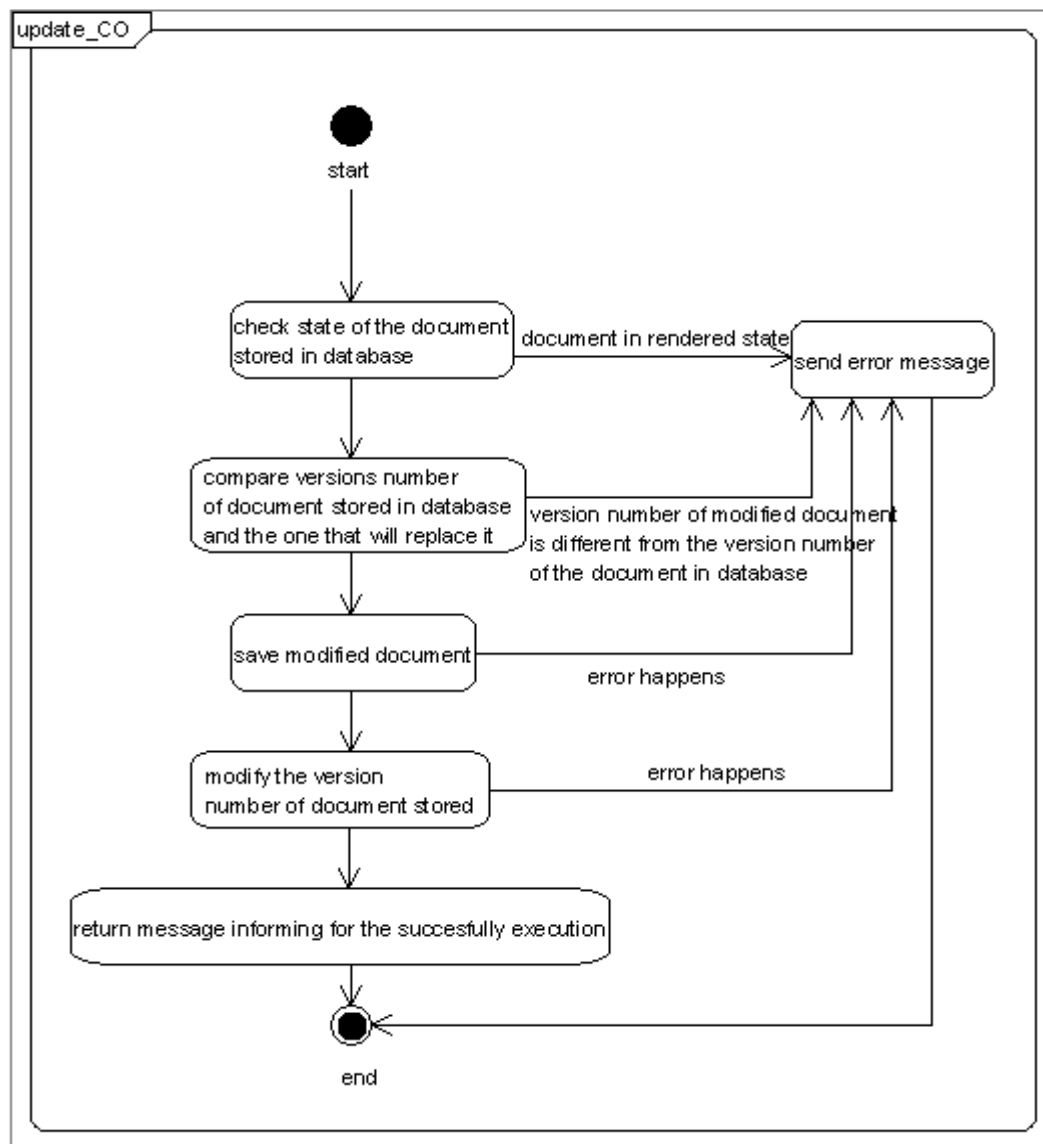 update_CO
start
check state of the document
stored in database
document in rendered state
send error message
compare versions number
of document stored in database
and the one that will replace it
version number of modified document
is different from the version number
of the document in database
save modified document
error happens
modify the version
number of document stored
error happens
return message informing for the succesfully execution
end